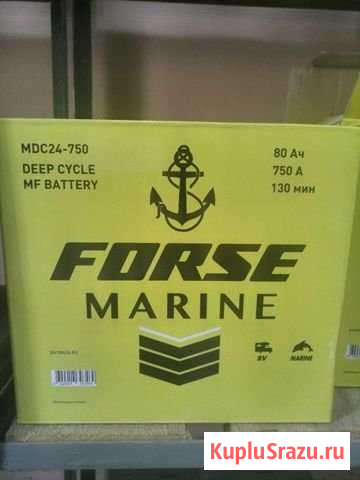 MDC24-750
DEEP CYCLE
MF BATTERY
80 Ач
750 А
130 мин
FORSE
MARINE
RV
MARINE
KupluSrazu.ru